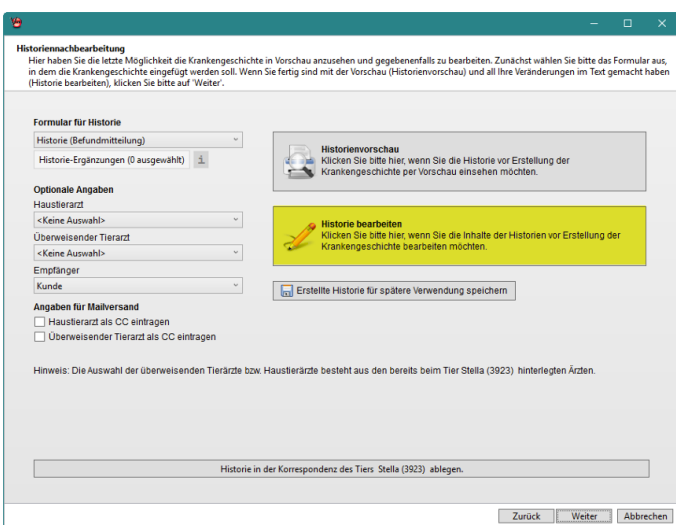 Historiennachbearbeitung
Hier haben Sie die letzte Möglichkeit die Krankengeschichte in Vorschau anzusehen und gegebenenfalls zu bearbeiten. Zunächst wählen Sie bitte das Formular aus,
in dem die Krankengeschichte eingefügt werden soll. Wenn Sie fertig sind mit der Vorschau (Historienvorschau) und all Ihre Veränderungen im Text gemacht haben
(Historie bearbeiten), klicken Sie bitte auf 'Weiter'.
Formular für Historie
Historie (Befundmitteilung)
Historie-Ergänzungen (0 ausgewählt)
i
Optionale Angaben
Haustierarzt
<Keine Auswahl>
Überweisender Tierarzt
<Keine Auswahl>
Empfänger
Kunde
Angaben für Mailversand
Haustierarzt als CC eintragen
Überweisender Tierarzt als CC eintragen
Historienvorschau
Klicken Sie bitte hier, wenn Sie die Historie vor Erstellung der
Krankengeschichte per Vorschau einsehen möchten.
Historie bearbeiten
Klicken Sie bitte hier, wenn Sie die Inhalte der Historien vor Erstellung der
Krankengeschichte bearbeiten möchten.
Erstellte Historie für spätere Verwendung speichern
Hinweis: Die Auswahl der überweisenden Tierärzte bzw. Haustierärzte besteht aus den bereits beim Tier Stella (3923) hinterlegten Ärzten.
Historie in der Korrespondenz des Tiers Stella (3923) ablegen.
Zurück
Weiter
Abbrechen